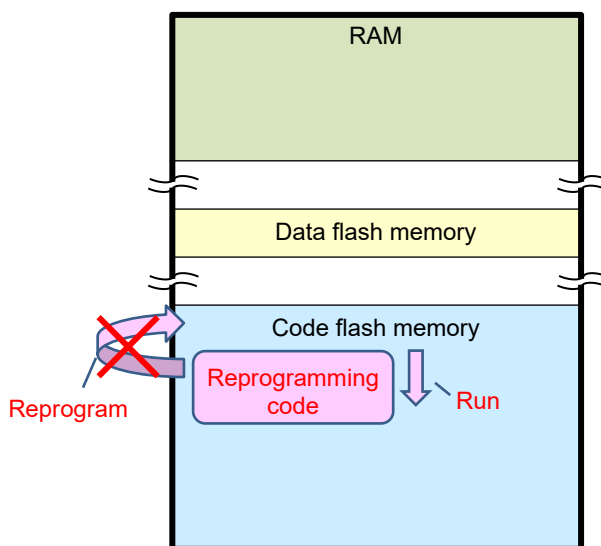 RAM
Data flash memory
Code flash memory
Reprogramming
code
Run
Reprogram